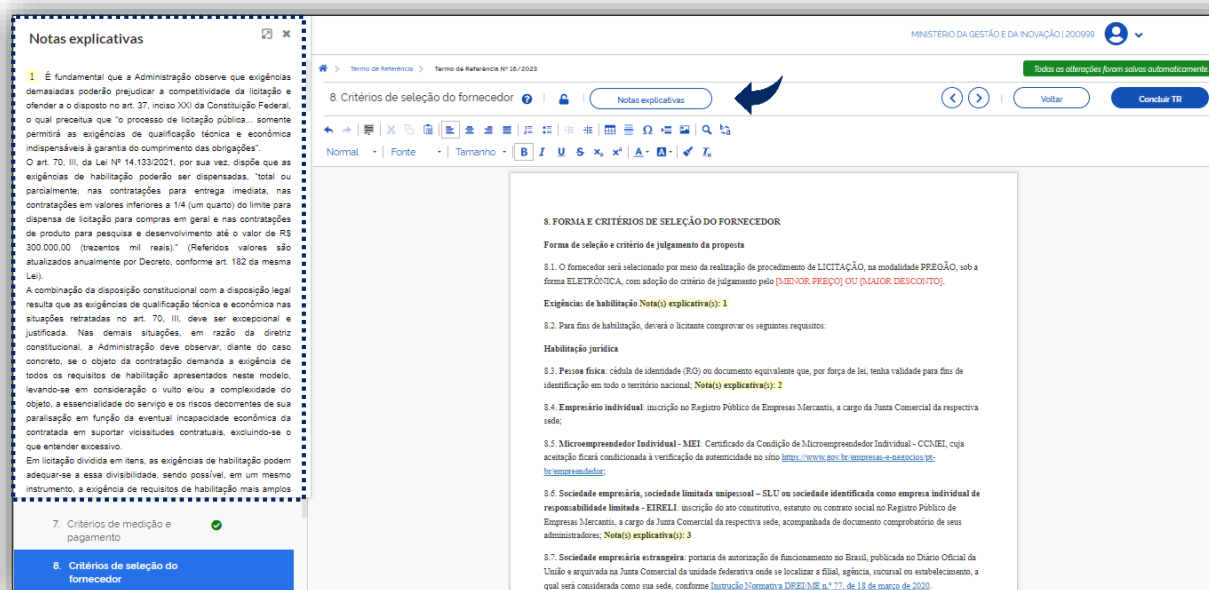 Notas explicativas
1 É fundamental que a Administração observe que exigências
demasiadas poderão prejudicar a competitividade da licitação e
ofender a o disposto no art. 37, inciso XXI da Constituição Federal,
o qual preceitua que "o processo de licitação pública... somente
permitirá as exigências de qualificação técnica e econômica
indispensáveis à garantia do cumprimento das obrigações".
O art. 70, III, da Lei Nº 14.133/2021, por sua vez, dispõe que as
exigências de habilitação poderão ser dispensadas, "total ou
parcialmente, nas contratações para entrega imediata, nas
contratações em valores inferiores a 1/4 (um quarto) do limite para
dispensa de licitação para compras em geral e nas contratações
de produto para pesquisa e desenvolvimento até o valor de R$
300.000,00 (trezentos mil reais)." (Referidos valores são
atualizados anualmente por Decreto, conforme art. 182 da mesma
Lei).
A combinação da disposição constitucional com a disposição legal
resulta que as exigências de qualificação técnica e econômica nas
situações retratadas no art. 70, III, deve ser excepcional e
justificada. Nas demais situações, em razão da diretriz
constitucional, a Administração deve observar, diante do caso
concreto, se o objeto da contratação demanda a exigência de
todos os requisitos de habilitação apresentados neste modelo,
levando-se em consideração o vulto e/ou a complexidade do
objeto, a essencialidade do serviço e os riscos decorrentes de sua
paralisação em função da eventual incapacidade econômica da
contratada em suportar vicissitudes contratuais, excluindo-se o
que entender excessivo.
Em licitação dividida em itens, as exigências de habilitação podem
adequar-se a essa divisibilidade, sendo possível, em um mesmo
instrumento, a exigência de requisitos de habilitação mais amplos
7. Critérios de medição e
pagamento
8. Critérios de seleção do
fornecedor
MINISTÉRIO DA GESTÃO E DA INOVAÇÃO | 200999
Termo de Referência > Termo de Referência Nº 16/2023
Todas as alterações foram salvas automaticamente.
8. Critérios de seleção do fornecedor
Notas explicativas
Voltar
Concluir TR
Normal Fonte Tamanho
8. FORMA E CRITÉRIOS DE SELEÇÃO DO FORNECEDOR
Forma de seleção e critério de julgamento da proposta
8.1. O fornecedor será selecionado por meio da realização de procedimento de LICITAÇÃO, na modalidade PREGÃO, sob a
forma ELETRÔNICA, com adoção do critério de julgamento pelo [MENOR PREÇO] OU [MAIOR DESCONTO].
Exigências de habilitação Nota(s) explicativa(s): 1
8.2. Para fins de habilitação, deverá o licitante comprovar os seguintes requisitos:
Habilitação jurídica
8.3. Pessoa física: cédula de identidade (RG) ou documento equivalente que, por força de lei, tenha validade para fins de
identificação em todo o território nacional; Nota(s) explicativa(s): 2
8.4. Empresário individual: inscrição no Registro Público de Empresas Mercantis, a cargo da Junta Comercial da respectiva
sede;
8.5. Microempreendedor Individual - MEI: Certificado da Condição de Microempreendedor Individual - CCMEI, cuja
aceitação ficará condicionada à verificação da autenticidade no sítio https://www.gov.br/empresas-e-negocios/pt-
br/empreendedor;
8.6. Sociedade empresária, sociedade limitada unipessoal – SLU ou sociedade identificada como empresa individual de
responsabilidade limitada - EIRELI: inscrição do ato constitutivo, estatuto ou contrato social no Registro Público de
Empresas Mercantis, a cargo da Junta Comercial da respectiva sede, acompanhada de documento comprobatório de seus
administradores; Nota(s) explicativa(s): 3
8.7. Sociedade empresária estrangeira: portaria de autorização de funcionamento no Brasil, publicada no Diário Oficial da
União e arquivada na Junta Comercial da unidade federativa onde se localizar a filial, agência, sucursal ou estabelecimento, a
qual será considerada como sua sede, conforme Instrução Normativa DREI/ME n.º 77, de 18 de março de 2020.